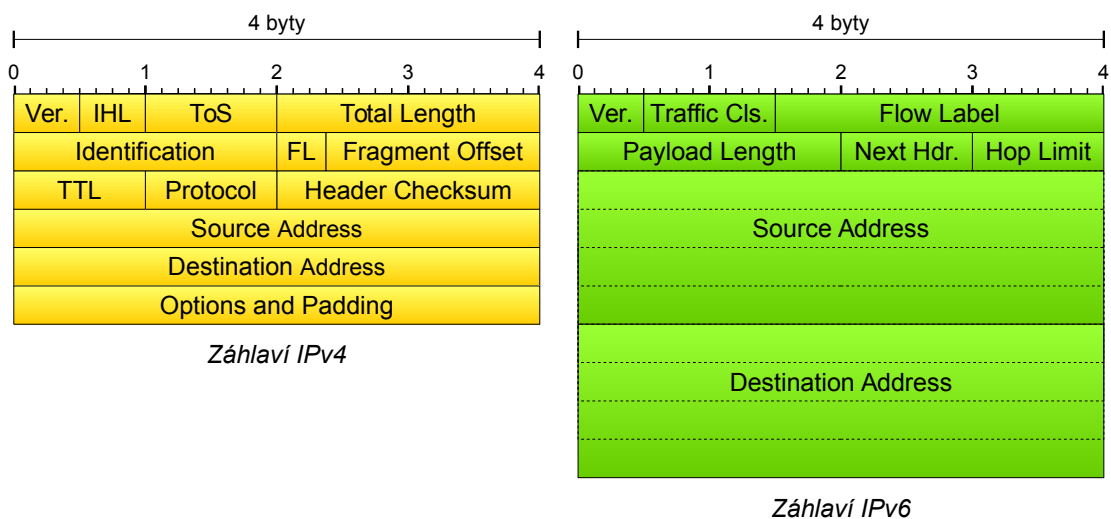 4 byty
0 1 2 3 4
Ver. IHL ToS Total Length
Identification FL Fragment Offset
TTL Protocol Header Checksum
Source Address
Destination Address
Options and Padding
Záhlaví IPv4
4 byty
0 1 2 3 4
Ver. Traffic Cls. Flow Label
Payload Length Next Hdr. Hop Limit
Source Address
Destination Address
Záhlaví IPv6